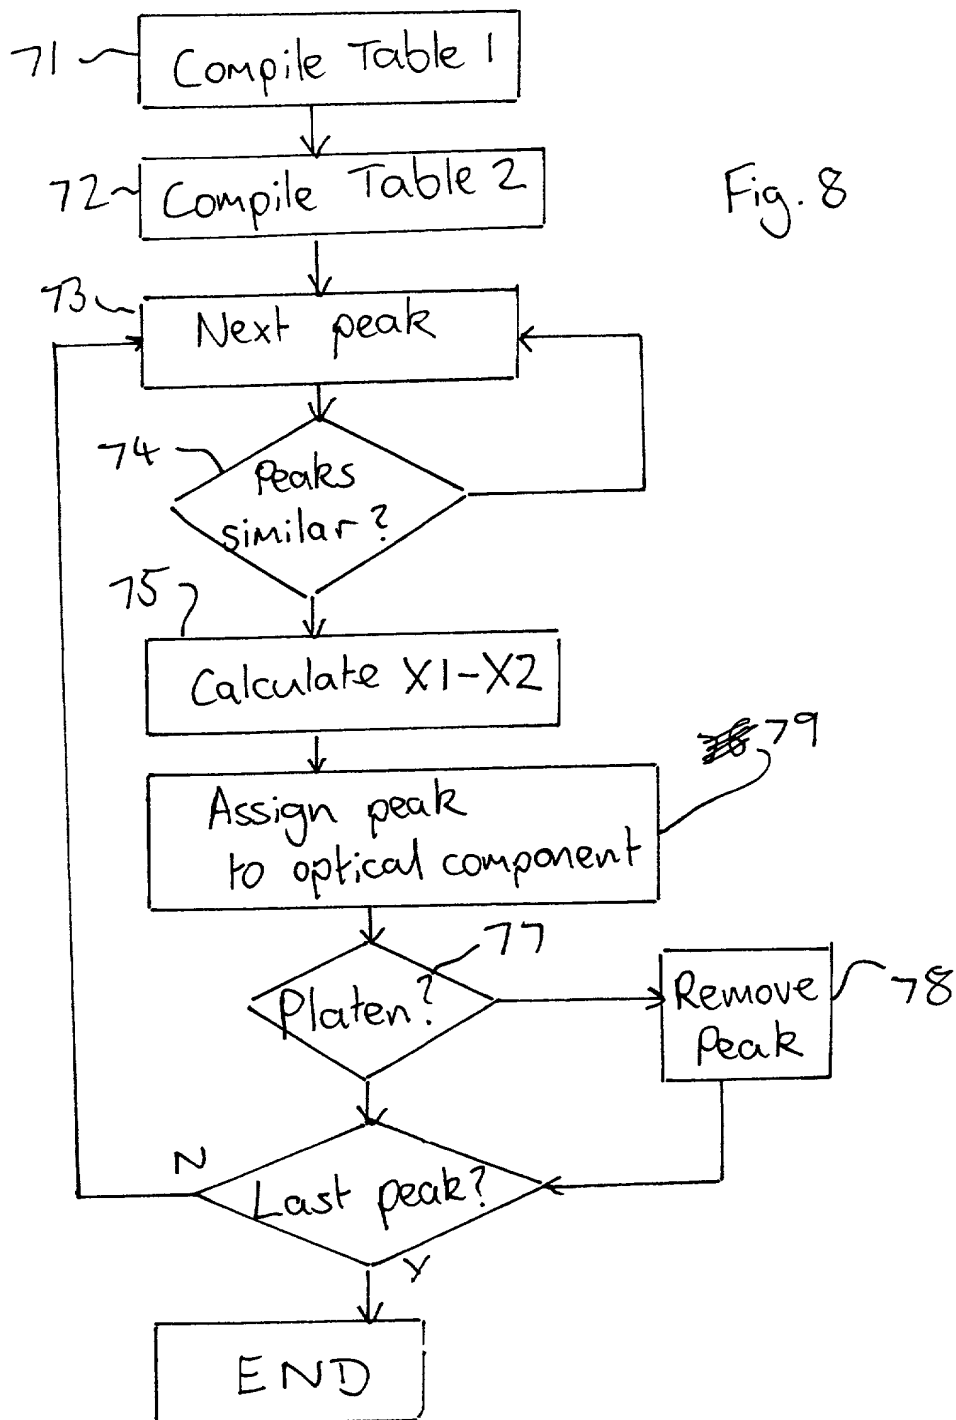 71
Compile Table 1
72
Compile Table 2
Fig. 8
73
Next peak
74
Peaks
similar?
75
Calculate X1-X2
79
Assign peak
to optical component
77
Platen?
Remove
Peak
78
N
Last peak?
Y
END